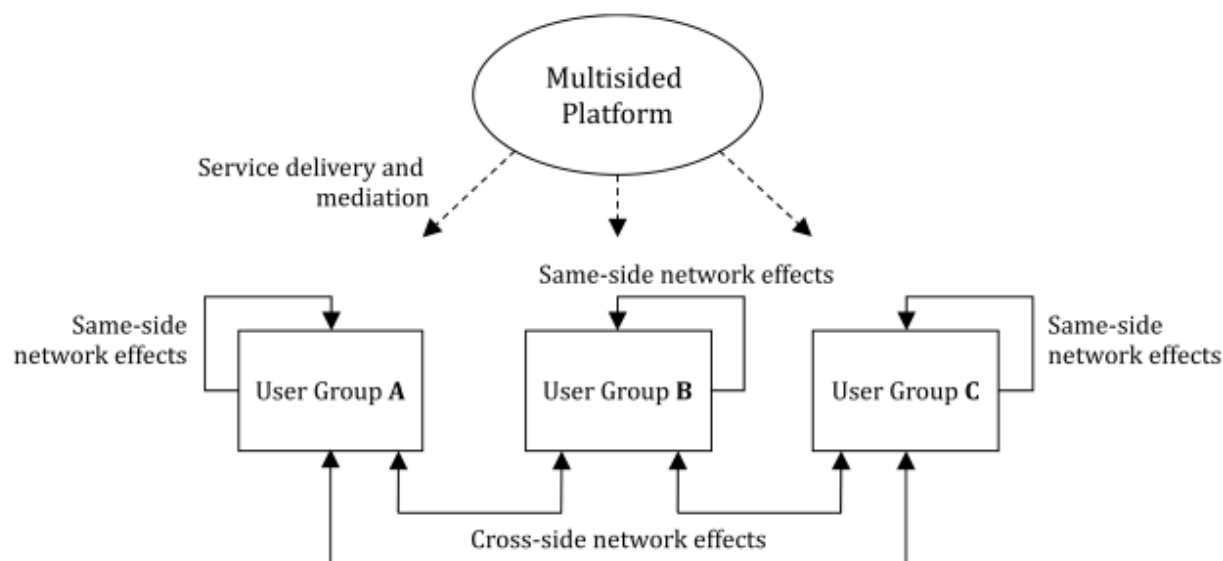 Multisided
Platform
Service delivery and
mediation
Same-side network effects
Same-side
network effects
Same-side
network effects
User Group A
User Group B
User Group C
Cross-side network effects